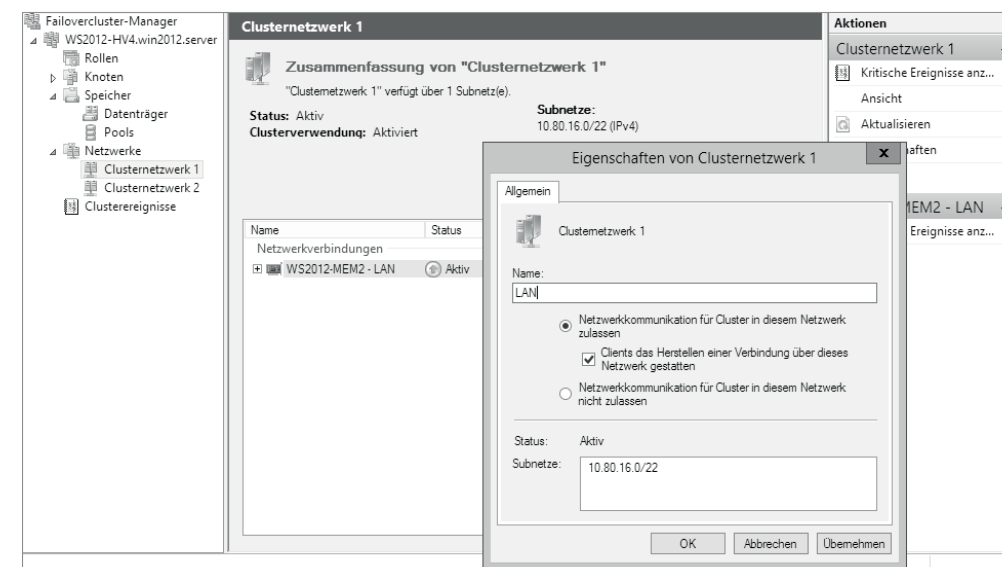 Failovercluster-Manager
WS2012-HV4.win2012.server
Rollen
Knoten
Speicher
Datenträger
Pools
Netzwerke
Clusternetzwerk 1
Clusternetzwerk 2
Clusterereignisse
Clusternetzwerk 1
Zusammenfassung von "Clusternetzwerk 1"
"Clusternetzwerk 1" verfügt über 1 Subnetz(e).
Status: Aktiv
Clusterverwendung: Aktiviert
Subnetze:
10.80.16.0/22 (IPv4)
Name Status
Netzwerkverbindungen
WS2012-MEM2 - LAN Aktiv
Aktionen
Clusternetzwerk 1
Kritische Ereignisse anz...
Ansicht
Aktualisieren
haften
MEM2 - LAN
Ereignisse anz...
Eigenschaften von Clusternetzwerk 1
x
Allgemein
Clusternetzwerk 1
Name:
LAN
Netzwerkkommunikation für Cluster in diesem Netzwerk
zulassen
Clients das Herstellen einer Verbindung über dieses
Netzwerk gestatten
Netzwerkkommunikation für Cluster in diesem Netzwerk
nicht zulassen
Status: Aktiv
Subnetze: 10.80.16.0/22
OK Abbrechen Übernehmen